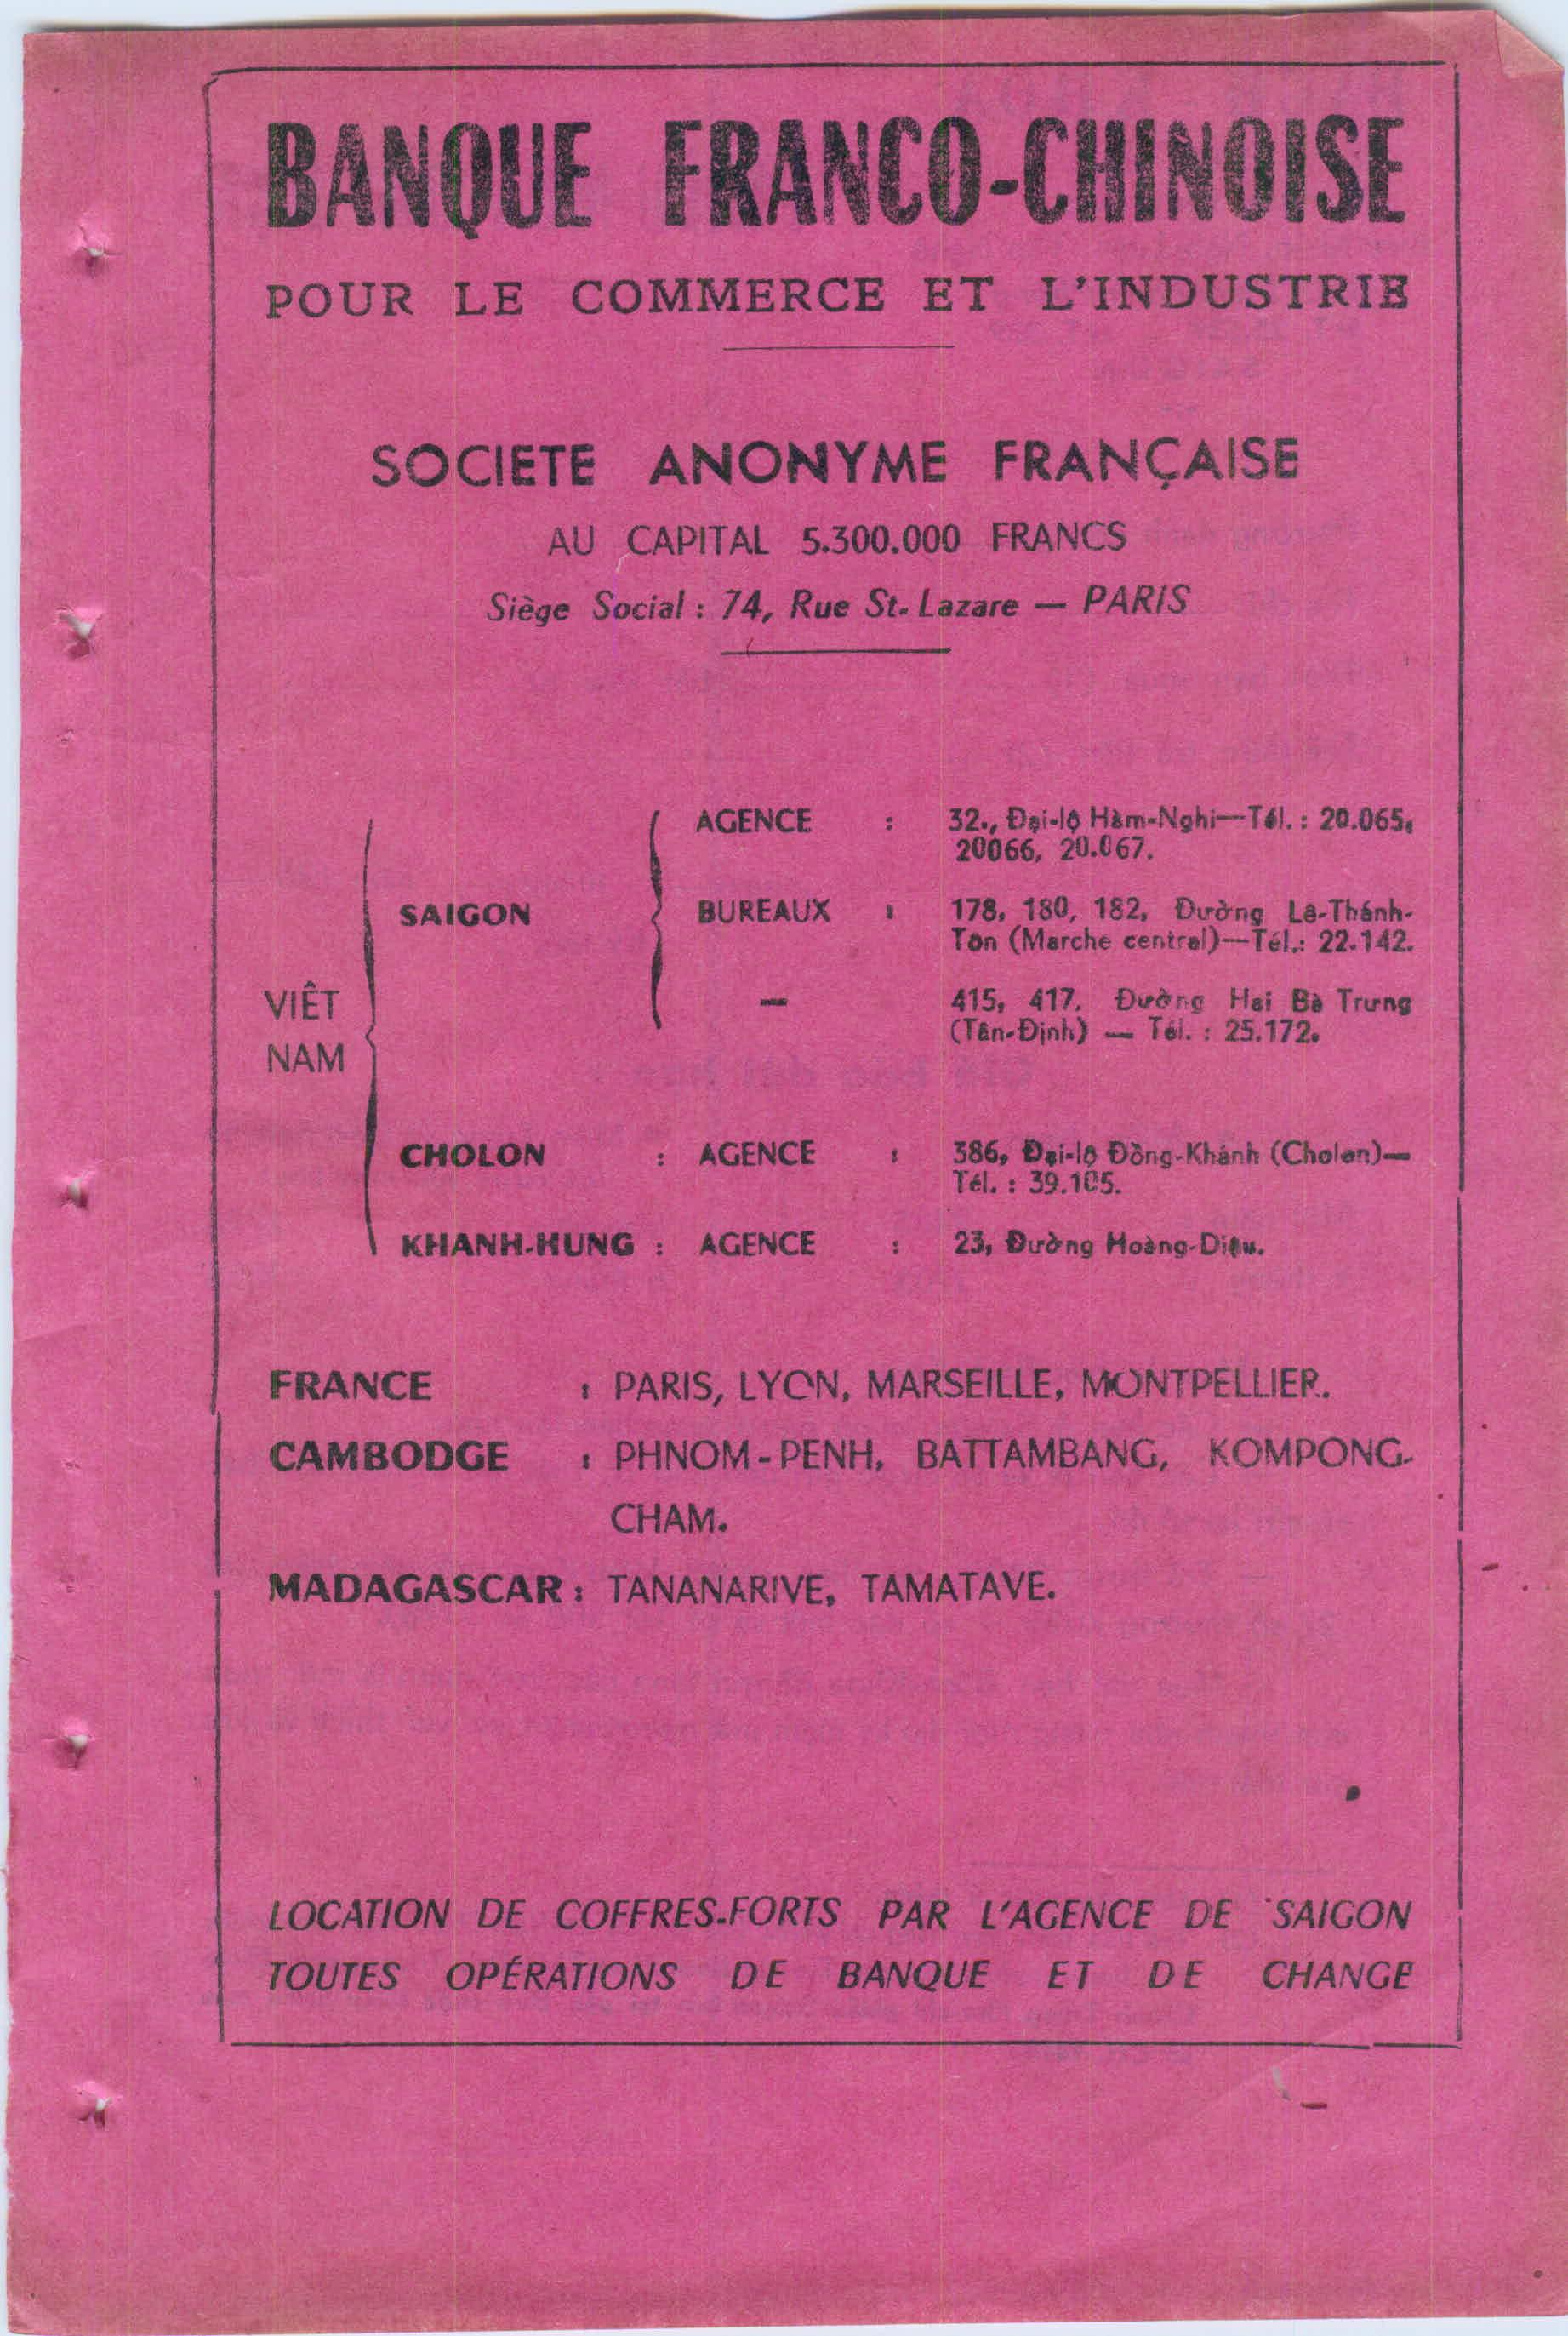 BANQUE FRANCO-CHINOISE
POUR LE COMMERCE ET L'INDUSTRIE
SOCIETE ANONYME FRANÇAISE
AU CAPITAL 5.300.000 FRANCS
Siège Social : 74, Rue St. Lazare — PARIS
VIÊT NAM
SAIGON
AGENCE : 32., Đại-lộ Hàm-Nghi—Tél. : 20.065,
20066, 20.067.
BUREAUX : 178, 180, 182, Đường Lê-Thánh-
Tôn (Marche central)—Tél.: 22.142.
— 415, 417. Đường Hai Bà Trưng
(Tân-Định) — Tél. : 25.172.
CHOLON : AGENCE : 386, Đại-lộ Đồng-Khánh (Cholon)—
Tél. : 39.105.
KHANH-HUNG : AGENCE : 23, Đường Hoàng-Diệu.
FRANCE : PARIS, LYON, MARSEILLE, MONTPELLIER.
CAMBODGE : PHNOM-PENH, BATTAMBANG, KOMPONG-
CHAM.
MADAGASCAR : TANANARIVE, TAMATAVE.
LOCATION DE COFFRES-FORTS PAR L'AGENCE DE SAIGON
TOUTES OPÉRATIONS DE BANQUE ET DE CHANGE